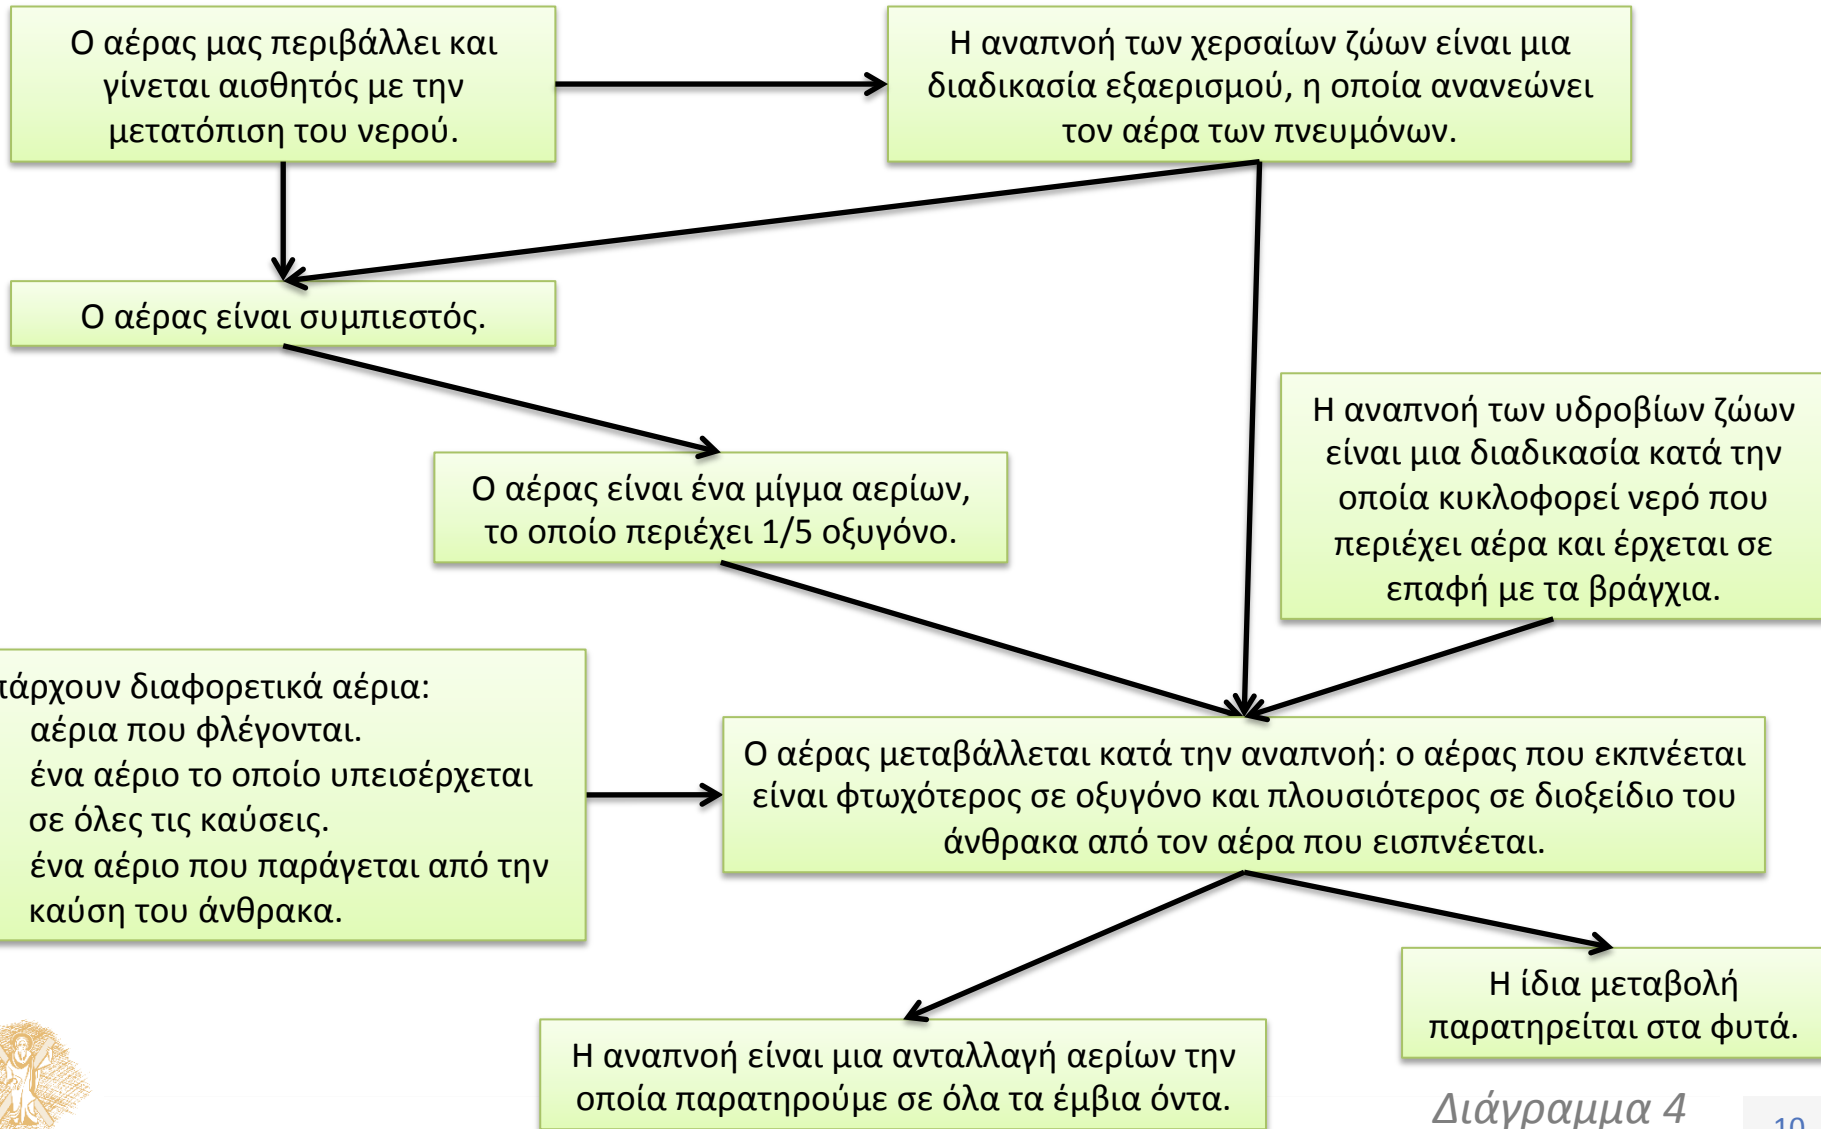 Ο αέρας μας περιβάλλει και
γίνεται αισθητός με την
μετατόπιση του νερού.
Η αναπνοή των χερσαίων ζώων είναι μια
διαδικασία εξαερισμού, η οποία ανανεώνει
τον αέρα των πνευμόνων.
Ο αέρας είναι συμπιεστός.
Η αναπνοή των υδροβίων ζώων
είναι μια διαδικασία κατά την
οποία κυκλοφορεί νερό που
περιέχει αέρα και έρχεται σε
επαφή με τα βράγχια.
Ο αέρας είναι ένα μίγμα αερίων,
το οποίο περιέχει 1/5 οξυγόνο.
πάρχουν διαφορετικά αέρια:
αέρια που φλέγονται.
ένα αέριο το οποίο υπεισέρχεται
σε όλες τις καύσεις.
ένα αέριο που παράγεται από την
καύση του άνθρακα.
Ο αέρας μεταβάλλεται κατά την αναπνοή: ο αέρας που εκπνέεται
είναι φτωχότερος σε οξυγόνο και πλουσιότερος σε διοξείδιο του
άνθρακα από τον αέρα που εισπνέεται.
Η ίδια μεταβολή
παρατηρείται στα φυτά.
Η αναπνοή είναι μια ανταλλαγή αερίων την
οποία παρατηρούμε σε όλα τα έμβια όντα.
Διάγραμμα 4
10